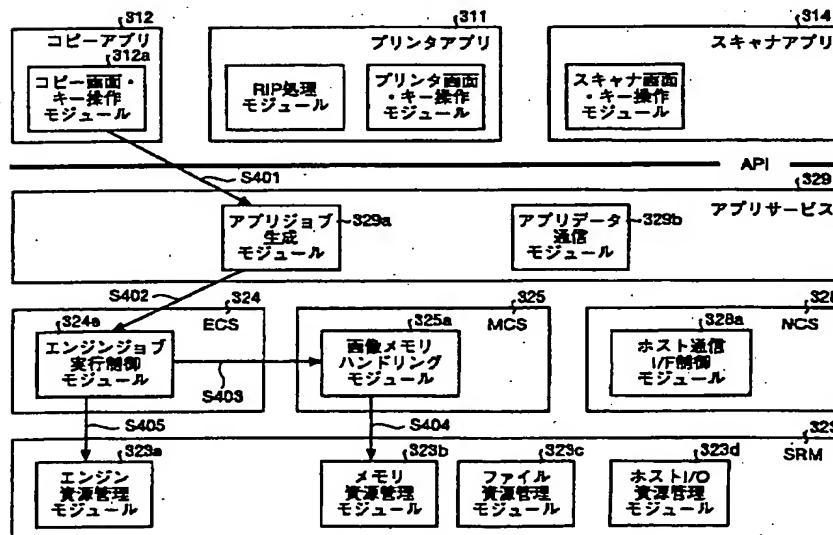 312
コピーアプリ
312a
コピー画面・
キー操作
モジュール
311
プリンタアプリ
RIP処理
モジュール
プリンタ画面
・キー操作
モジュール
314
スキャナアプリ
スキャナ画面
・キー操作
モジュール
API
S401
329
アプリサービス
アプリジョブ
生成
モジュール
329a
アプリデータ
通信
モジュール
329b
S402
324
ECS
324a
エンジンジョブ
実行制御
モジュール
S403
325
MCS
325a
画像メモリ
ハンドリング
モジュール
328
NCS
328a
ホスト通信
I/F制御
モジュール
S405
S404
323
SRM
323a
エンジン
資源管理
モジュール
323b
メモリ
資源管理
モジュール
323c
ファイル
資源管理
モジュール
323d
ホストI/O
資源管理
モジュール